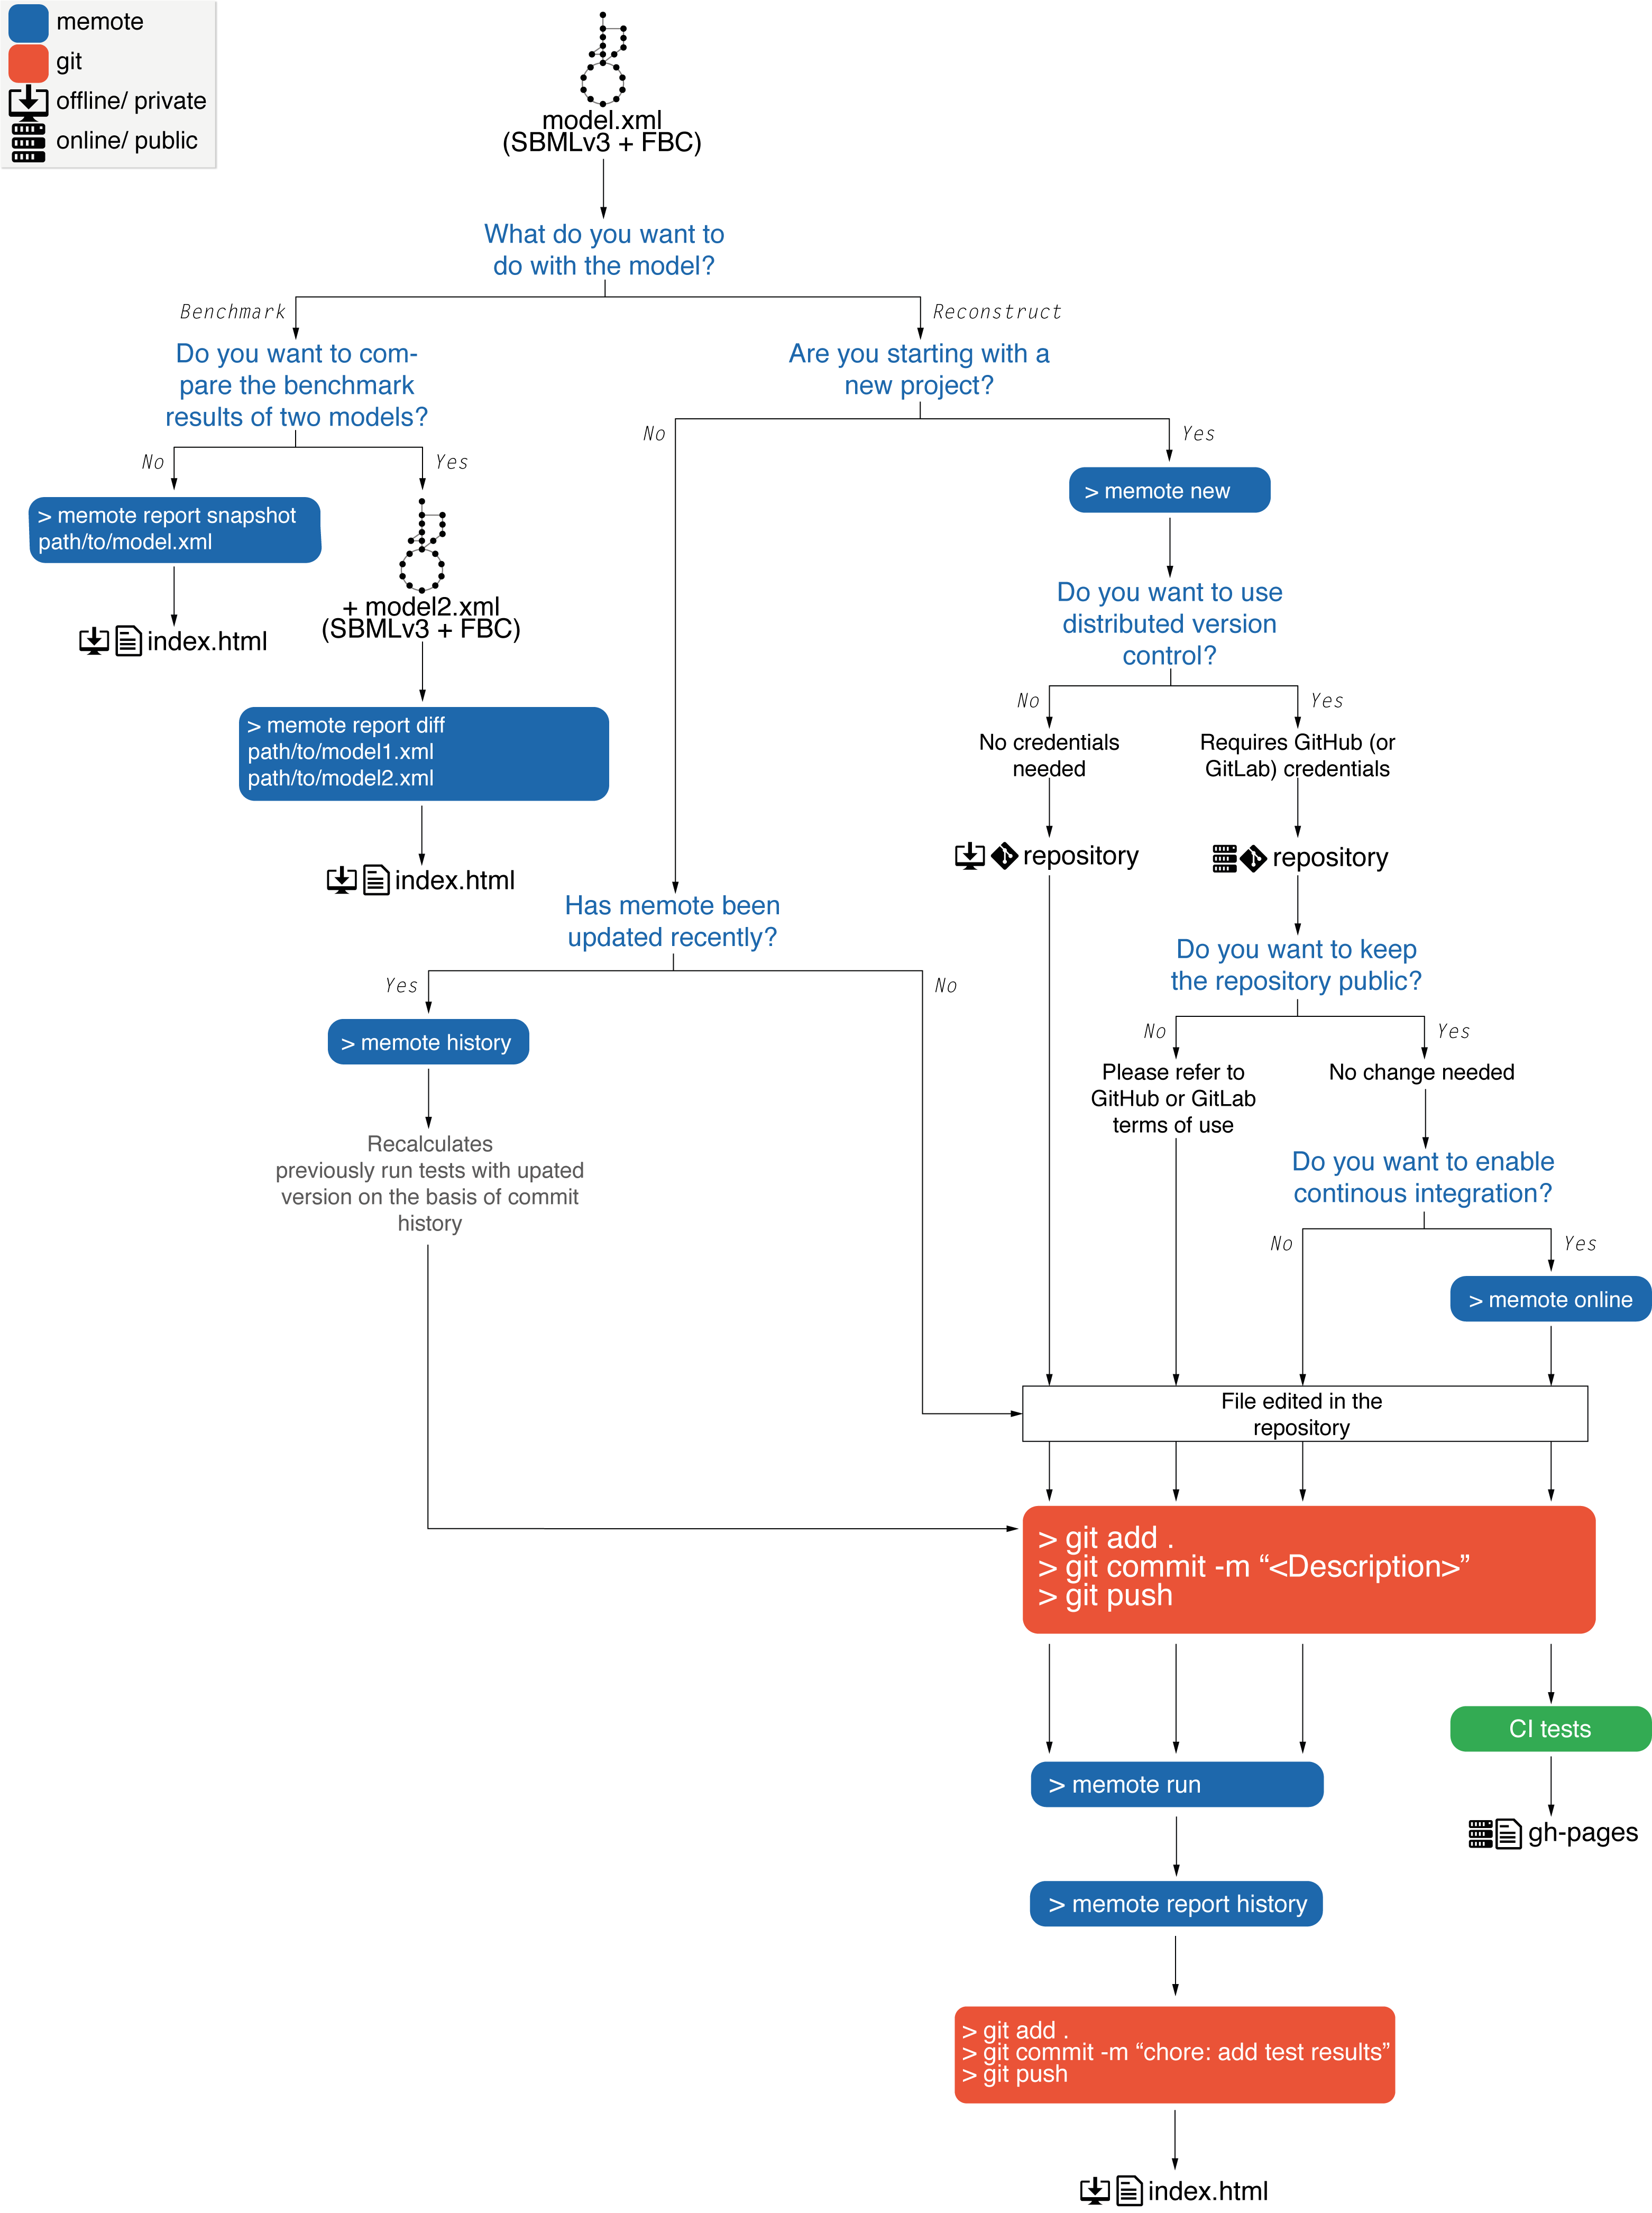 memote
git
offline/ private
online/ public
model.xml
(SBMLv3 + FBC)
What do you want to
do with the model?
Benchmark
Reconstruct
Do you want to com-
pare the benchmark
results of two models?
Are you starting with a
new project?
No
Yes
No
Yes
> memote report snapshot
path/to/model.xml
index.html
+ model2.xml
(SBMLv3 + FBC)
> memote report diff
path/to/model1.xml
path/to/model2.xml
index.html
> memote new
Do you want to use
distributed version
control?
No
Yes
No credentials
needed
Requires GitHub (or
GitLab) credentials
repository
repository
Has memote been
updated recently?
Yes
No
> memote history
Recalculates
previously run tests with upated
version on the basis of commit
history
Do you want to keep
the repository public?
No
Yes
Please refer to
GitHub or GitLab
terms of use
No change needed
Do you want to enable
continous integration?
No
Yes
> memote online
File edited in the
repository
> git add .
> git commit -m “<Description>”
> git push
CI tests
gh-pages
> memote run
> memote report history
> git add .
> git commit -m “chore: add test results”
> git push
index.html